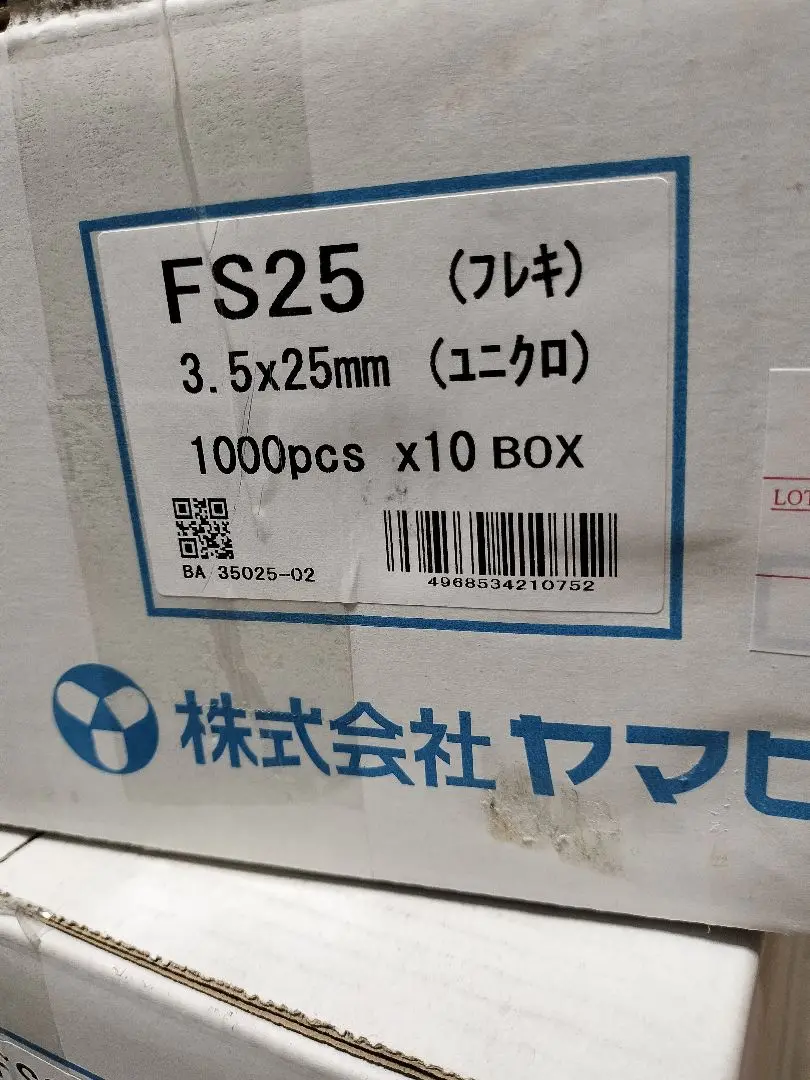 FS25 (フレキ)
3.5x25mm (ユニクロ)
1000pcs x10 BOX
BA 35025-02
4968534210752
LOT
株式会社ヤマヒ